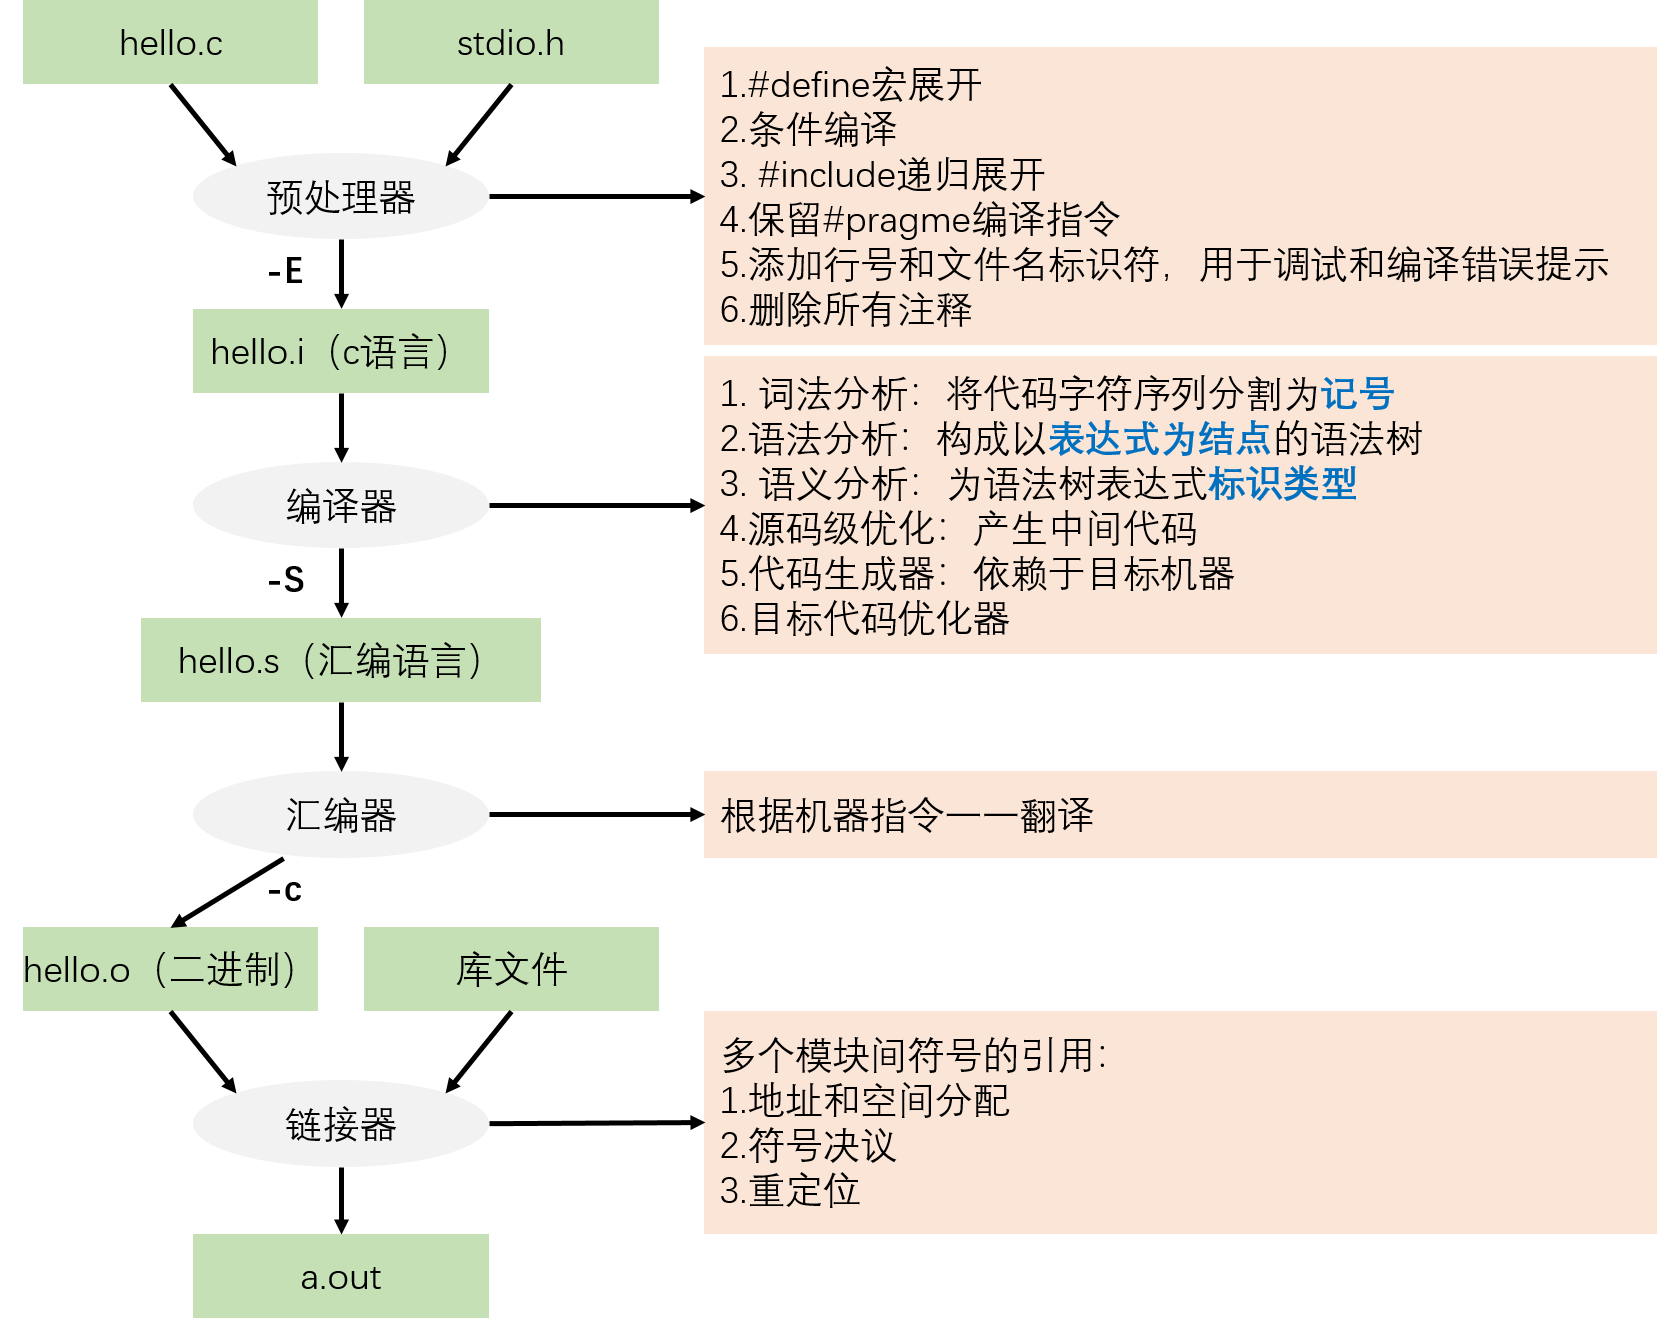 hello.c
stdio.h
预处理器
1.#define宏展开
2.条件编译
3. #include递归展开
4.保留#pragme编译指令
5.添加行号和文件名标识符，用于调试和编译错误提示
6.删除所有注释
-E
hello.i（c语言）
编译器
1. 词法分析：将代码字符序列分割为记号
2.语法分析：构成以表达式为结点的语法树
3. 语义分析：为语法树表达式标识类型
4.源码级优化：产生中间代码
5.代码生成器：依赖于目标机器
6.目标代码优化器
-S
hello.s（汇编语言）
汇编器
根据机器指令一一翻译
-c
hello.o（二进制）
库文件
链接器
多个模块间符号的引用：
1.地址和空间分配
2.符号决议
3.重定位
a.out